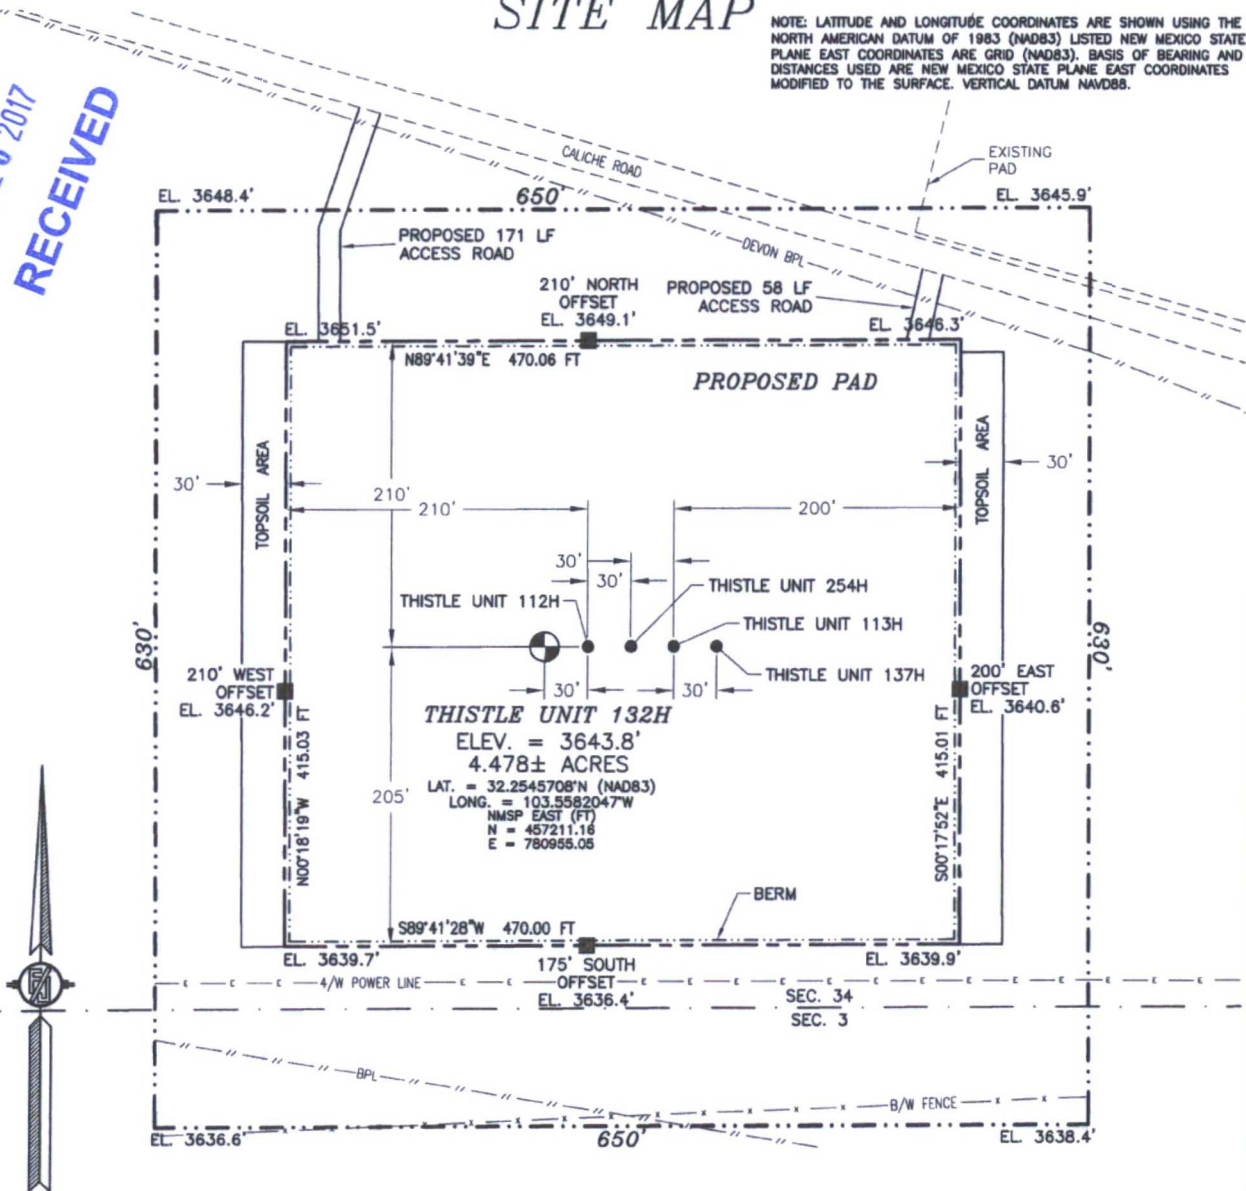 SITE MAP
NOTE: LATITUDE AND LONGITUDE COORDINATES ARE SHOWN USING THE
NORTH AMERICAN DATUM OF 1983 (NAD83) LISTED NEW MEXICO STATE
PLANE EAST COORDINATES ARE GRID (NAD83). BASIS OF BEARING AND
DISTANCES USED ARE NEW MEXICO STATE PLANE EAST COORDINATES
MODIFIED TO THE SURFACE. VERTICAL DATUM NAVD88.
2017
RECEIVED
CALICHE ROAD
EXISTING
PAD
EL. 3648.4'
650'
EL. 3645.9'
PROPOSED 171 LF
ACCESS ROAD
DEVON BPL
210' NORTH
OFFSET
EL. 3649.1'
PROPOSED 58 LF
ACCESS ROAD
EL. 3651.5'
EL. 3646.3'
N89°41'39"E 470.06 FT
PROPOSED PAD
TOPSOIL AREA
TOPSOIL AREA
30'
30'
210'
210'
200'
30'
30'
THISTLE UNIT 112H
THISTLE UNIT 254H
THISTLE UNIT 113H
THISTLE UNIT 137H
630'
630'
210' WEST
OFFSET
EL. 3646.2'
200' EAST
OFFSET
EL. 3640.6'
30'
30'
THISTLE UNIT 132H
ELEV. = 3643.8'
4.478± ACRES
LAT. = 32.2545708°N (NAD83)
LONG. = 103.5582047°W
NMSP EAST (FT)
N = 457211.16
E = 780955.05
205'
N00°18'19"W 415.03 FT
S00°17'52"E 415.01 FT
BERM
S89°41'28"W 470.00 FT
EL. 3639.7'
175' SOUTH
OFFSET
EL. 3636.4'
EL. 3639.9'
E E E 4/W POWER LINE E E E E E E E E E E E
SEC. 34
SEC. 3
BPL
B/W FENCE
EL. 3636.6'
650'
EL. 3638.4'